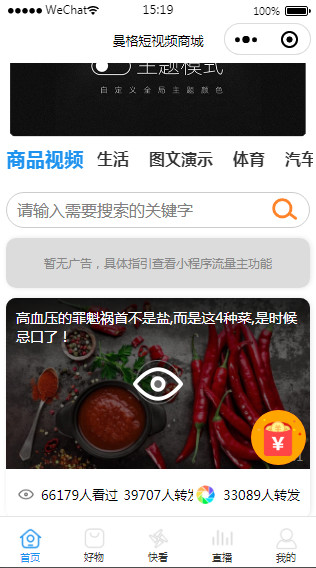 WeChat 15:19 100%
曼格短视频商城
主题模式
自定义全局主题颜色
商品视频 生活 图文演示 体育 汽车
请输入需要搜索的关键字
暂无广告，具体指引查看小程序流量主功能
高血压的罪魁祸首不是盐,而是这4种菜,是时候
忌口了！
¥
66179人看过 39707人转发 33089人转发
首页 好物 快看 直播 我的